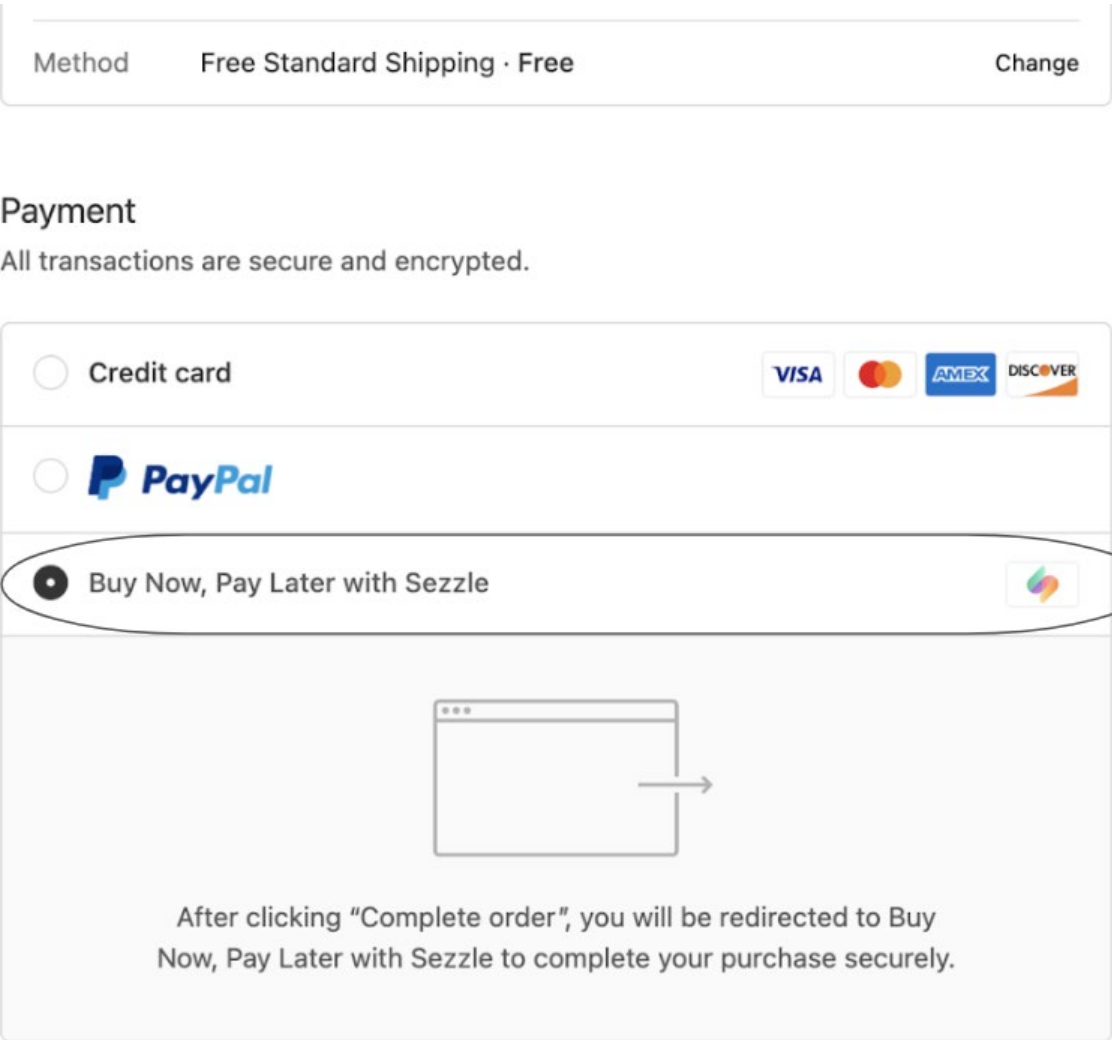 Method Free Standard Shipping · Free Change
Payment
All transactions are secure and encrypted.
Credit card VISA AMEX DISCOVER
PayPal
Buy Now, Pay Later with Sezzle
After clicking “Complete order”, you will be redirected to Buy
Now, Pay Later with Sezzle to complete your purchase securely.